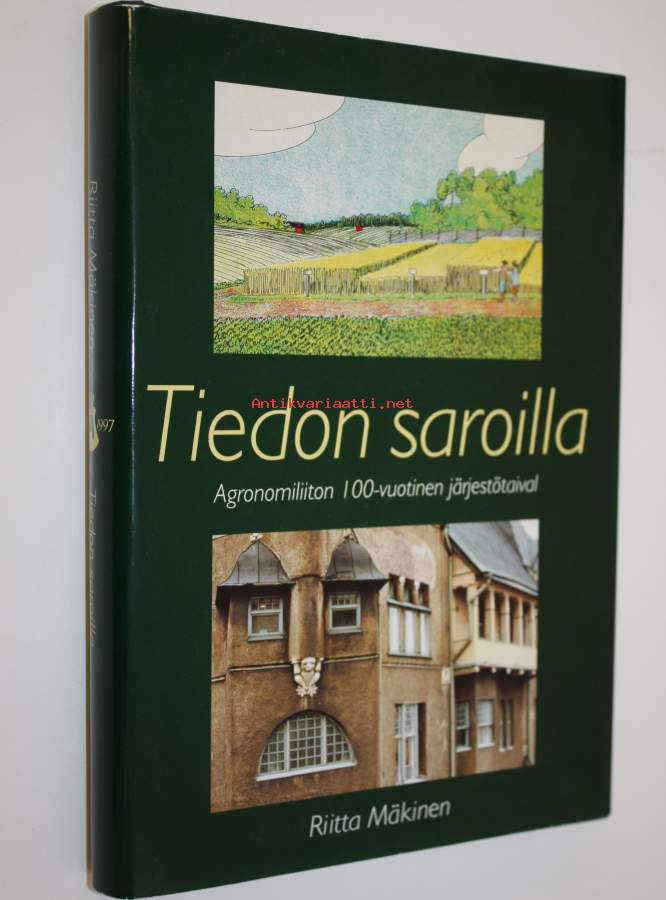 Tiedon saroilla
Agronomiliiton 100-vuotinen järjestötaival
Riitta Mäkinen
Riitta Mäkinen
1997
Tiedon saroilla
Antikvariaatti.net